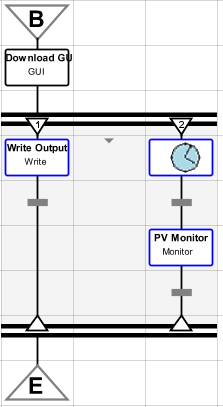 B
Download GU
GUI
1
2
Write Output
Write
PV Monitor
Monitor
E